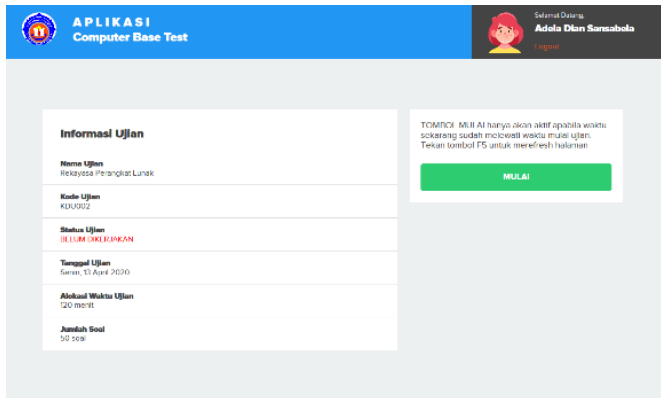 APLIKASI
Computer Base Test
Selamat Datang,
Adela Dian Sansabela
Logout
Informasi Ujian
Nama Ujian
Rekayasa Perangkat Lunak
Kode Ujian
KDU002
Status Ujian
BELUM DIKERJAKAN
Tanggal Ujian
Senin, 13 April 2020
Alokasi Waktu Ujian
120 menit
Jumlah Soal
50 soal
TOMBOL MULAI hanya akan aktif apabila waktu
sekarang sudah melewati waktu mulai ujian.
Tekan tombol F5 untuk merefresh halaman
MULAI